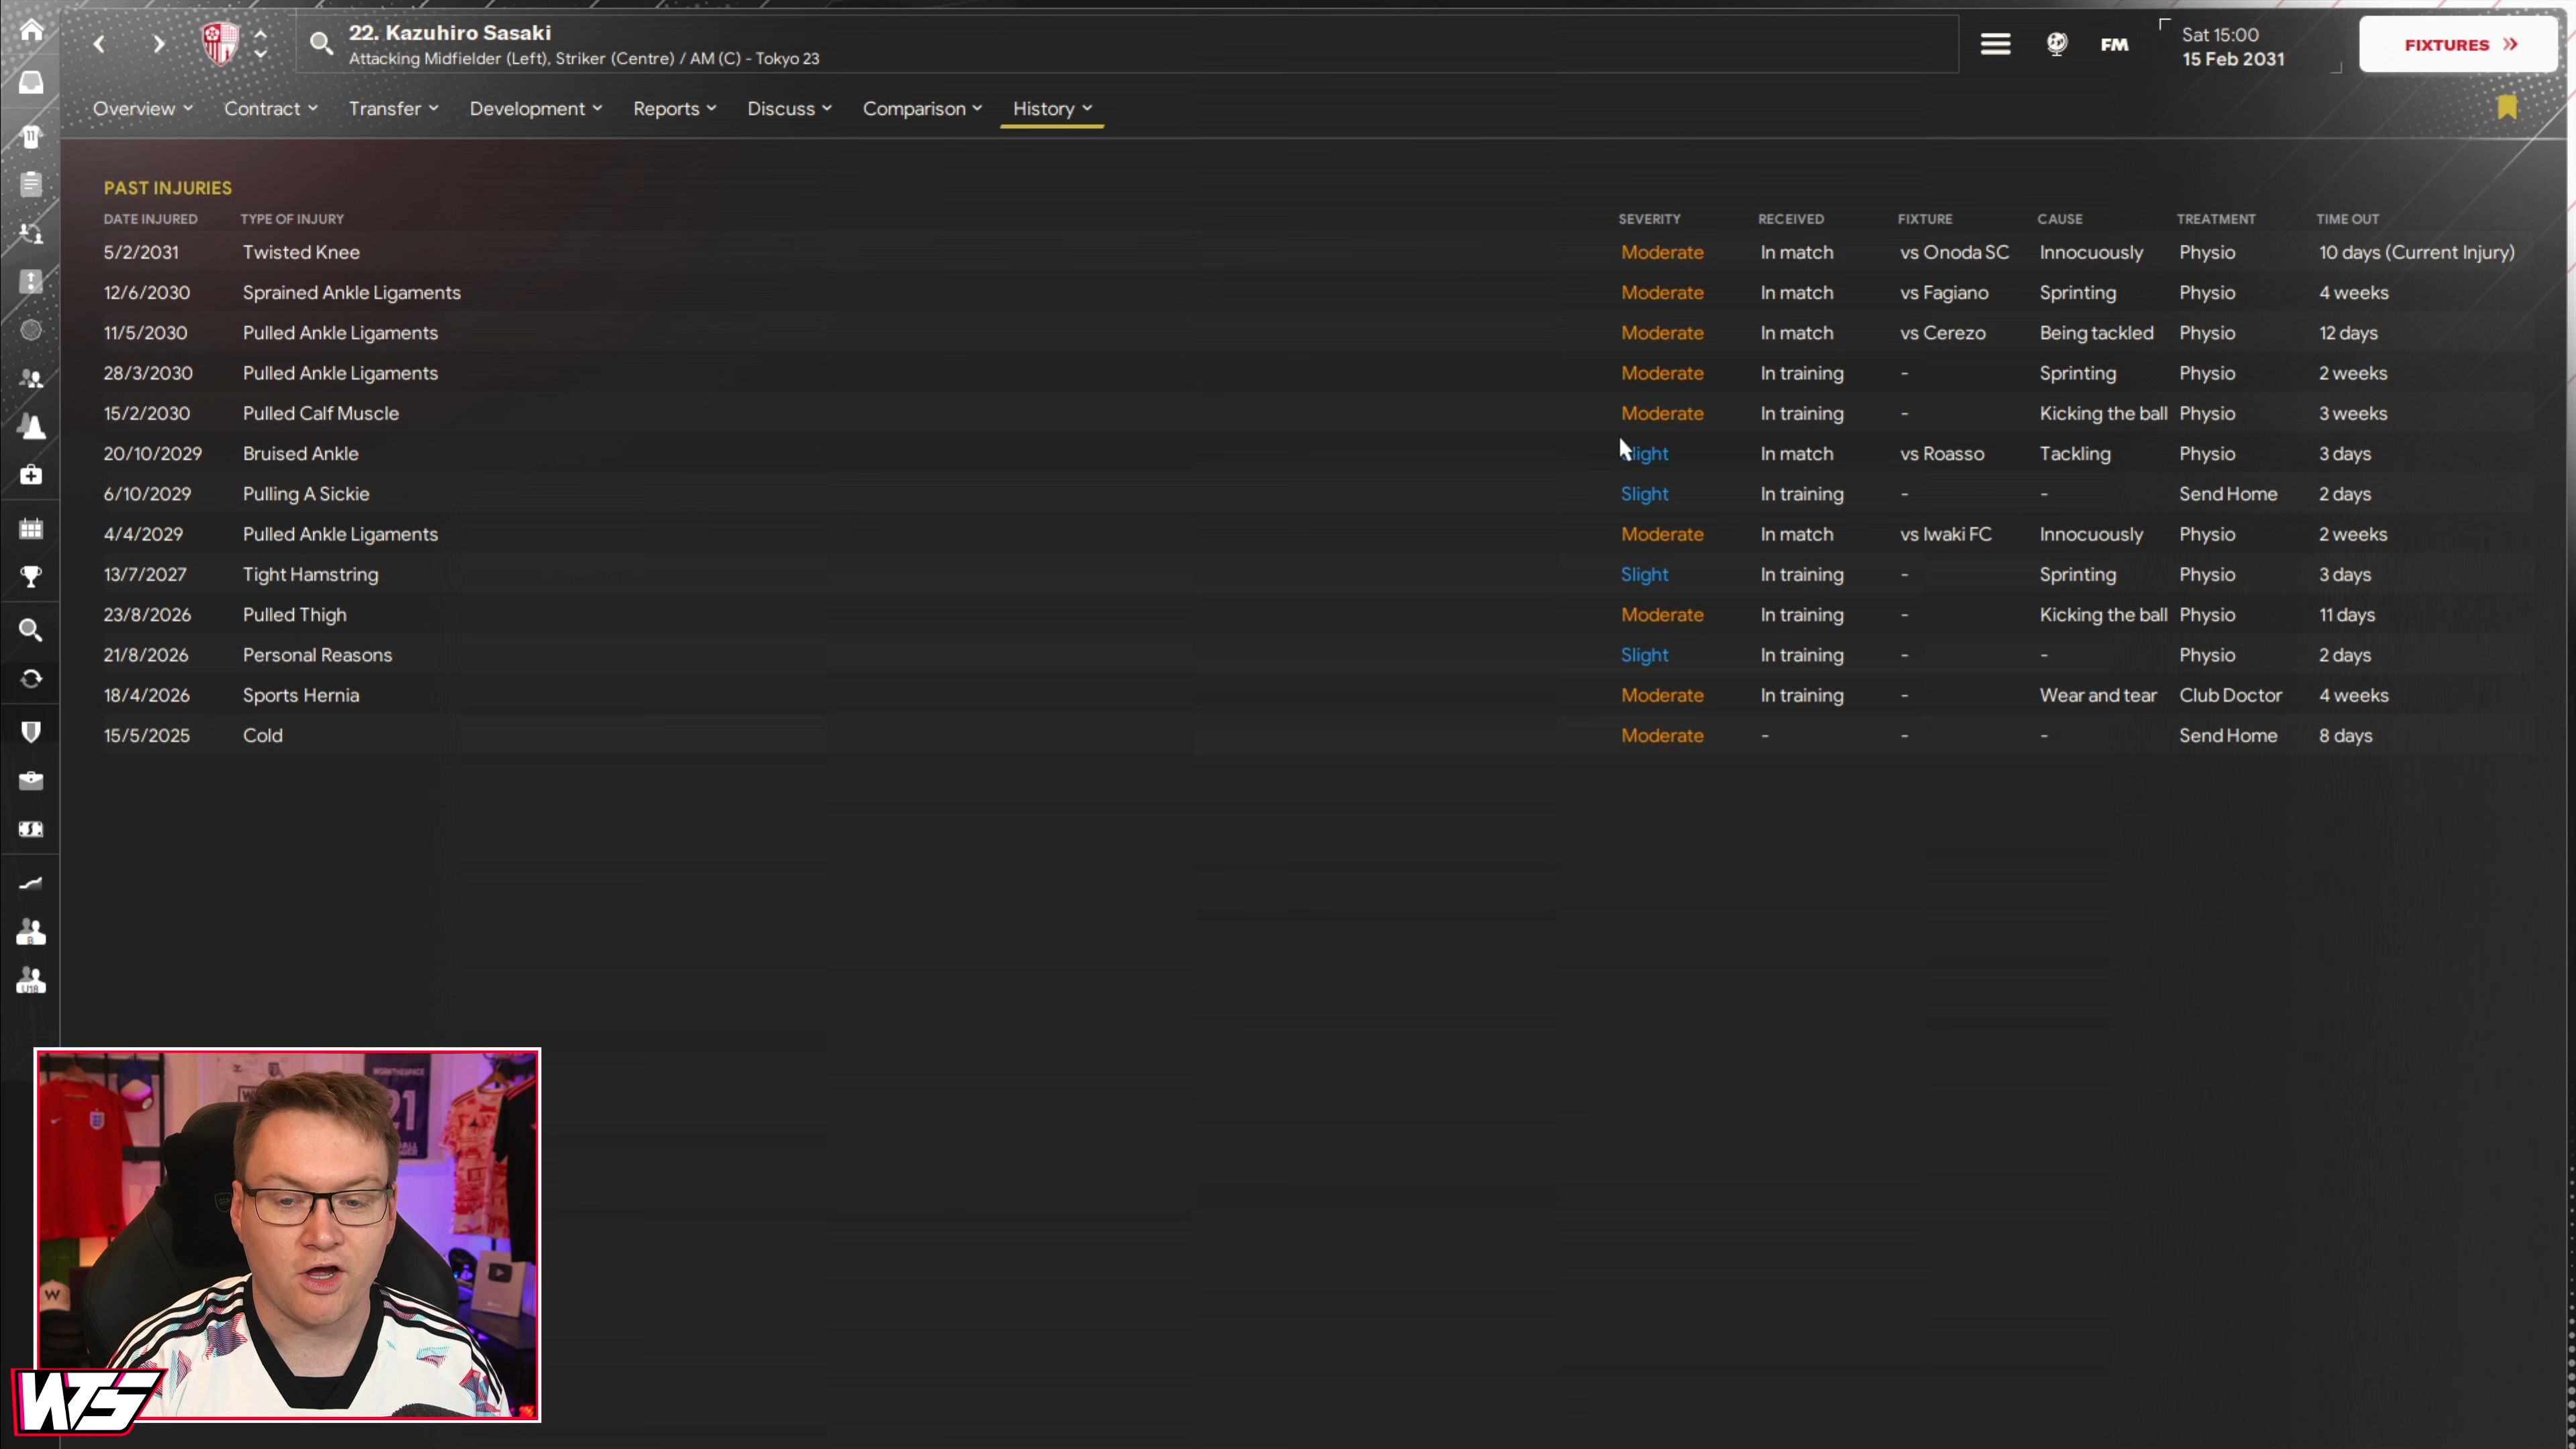 22. Kazuhiro Sasaki
Attacking Midfielder (Left), Striker (Centre) / AM (C) - Tokyo 23
FM
Sat 15:00
15 Feb 2031
FIXTURES
Overview Contract Transfer Development Reports Discuss Comparison History
PAST INJURIES
DATE INJURED TYPE OF INJURY SEVERITY RECEIVED FIXTURE CAUSE TREATMENT TIME OUT
5/2/2031 Twisted Knee Moderate In match vs Onoda SC Innocuously Physio 10 days (Current Injury)
12/6/2030 Sprained Ankle Ligaments Moderate In match vs Fagiano Sprinting Physio 4 weeks
11/5/2030 Pulled Ankle Ligaments Moderate In match vs Cerezo Being tackled Physio 12 days
28/3/2030 Pulled Ankle Ligaments Moderate In training - Sprinting Physio 2 weeks
15/2/2030 Pulled Calf Muscle Moderate In training - Kicking the ball Physio 3 weeks
20/10/2029 Bruised Ankle Slight In match vs Roasso Tackling Physio 3 days
6/10/2029 Pulling A Sickie Slight In training - - Send Home 2 days
4/4/2029 Pulled Ankle Ligaments Moderate In match vs Iwaki FC Innocuously Physio 2 weeks
13/7/2027 Tight Hamstring Slight In training - Sprinting Physio 3 days
23/8/2026 Pulled Thigh Moderate In training - Kicking the ball Physio 11 days
21/8/2026 Personal Reasons Slight In training - - Physio 2 days
18/4/2026 Sports Hernia Moderate In training - Wear and tear Club Doctor 4 weeks
15/5/2025 Cold Moderate - - - Send Home 8 days
11
B
U18
WORKTHESPACE
21
W
WTS